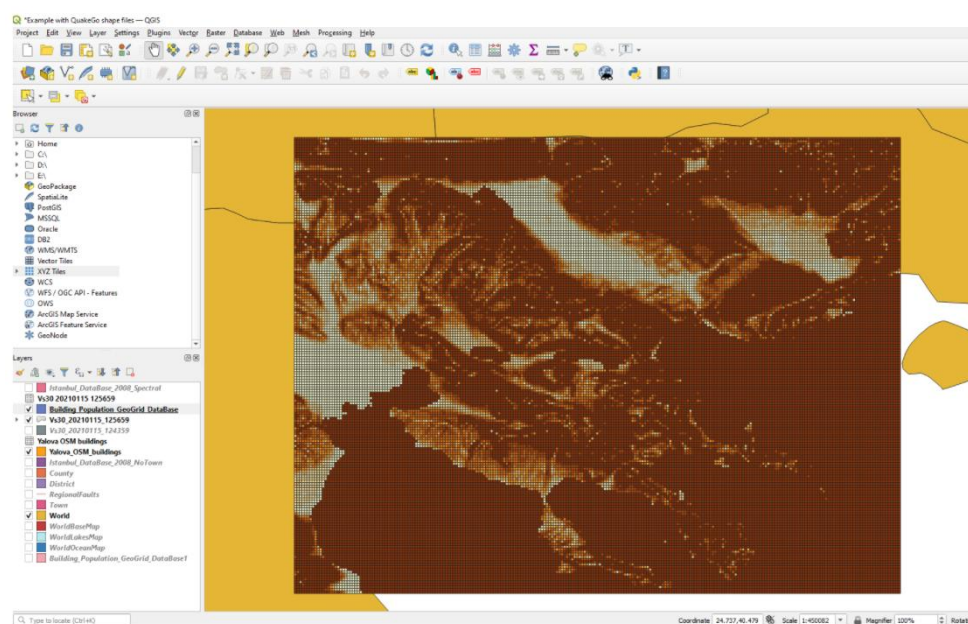 *Example with QuakeGo shape files — QGIS
Project Edit View Layer Settings Plugins Vector Raster Database Web Mesh Processing Help
Browser
Home
C:\
D:\
E:\
GeoPackage
SpatiaLite
PostGIS
MSSQL
Oracle
DB2
WMS/WMTS
Vector Tiles
XYZ Tiles
WCS
WFS / OGC API - Features
OWS
ArcGIS Map Service
ArcGIS Feature Service
GeoNode
Layers
Istanbul_DataBase_2008_Spectral
Vs30 20210115 125659
Building_Population_GeoGrid_DataBase
Vs30_20210115_125659
Vs30_20210115_124359
Yalova OSM buildings
Yalova_OSM_buildings
Istanbul_DataBase_2008_NoTown
County
District
RegionalFaults
Town
World
WorldBaseMap
WorldLakesMap
WorldOceanMap
Building_Population_GeoGrid_DataBase1
Type to locate (Ctrl+K)
Coordinate 24.737,40.479 Scale 1:450082 Magnifier 100% Rotat